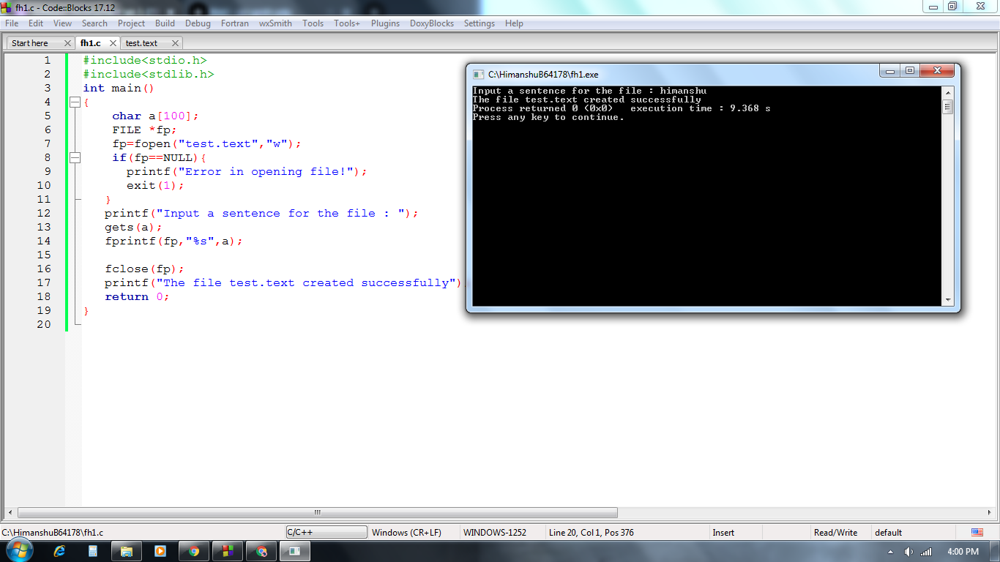 fh1.c - Code::Blocks 17.12
File Edit View Search Project Build Debug Fortran wxSmith Tools Tools+ Plugins DoxyBlocks Settings Help
Start here fh1.c test.text
1 #include<stdio.h>
2 #include<stdlib.h>
3 int main()
4 {
5 char a[100];
6 FILE *fp;
7 fp=fopen("test.text","w");
8 if(fp==NULL){
9 printf("Error in opening file!");
10 exit(1);
11 }
12 printf("Input a sentence for the file : ");
13 gets(a);
14 fprintf(fp,"%s",a);
15
16 fclose(fp);
17 printf("The file test.text created successfully")
18 return 0;
19 }
20
C:\HimanshuB64178\fh1.exe
Input a sentence for the file : himanshu
The file test.text created successfully
Process returned 0 (0x0)   execution time : 9.368 s
Press any key to continue.
C:\HimanshuB64178\fh1.c C/C++ Windows (CR+LF) WINDOWS-1252 Line 20, Col 1, Pos 376 Insert Read/Write default
4:00 PM